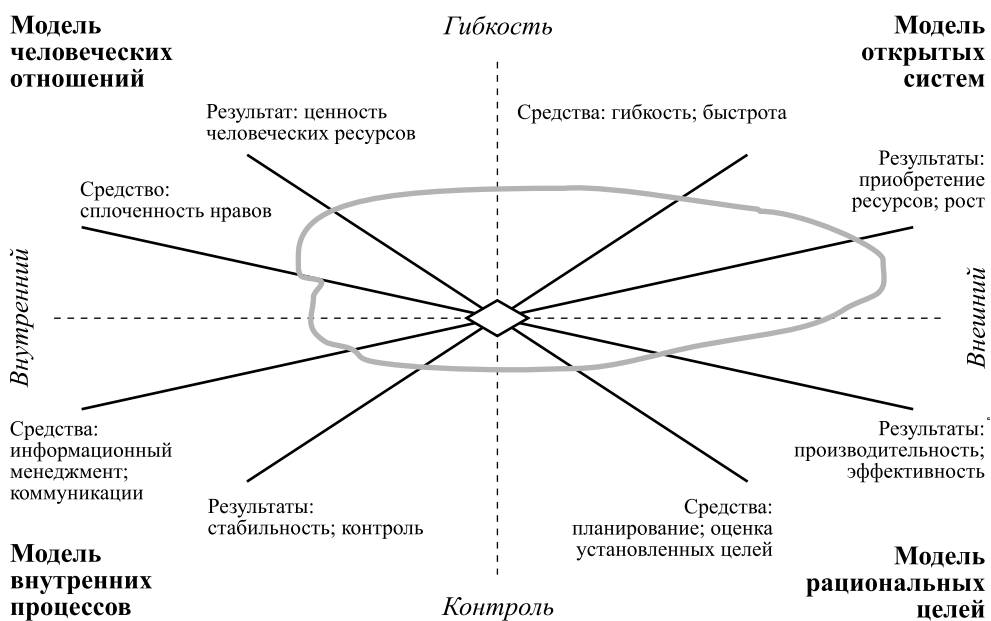 Модель
человеческих
отношений
Гибкость
Модель
открытых
систем
Результат: ценность
человеческих ресурсов
Средства: гибкость; быстрота
Средство:
сплоченность нравов
Результаты:
приобретение
ресурсов; рост
Внутренний
Внешний
Средства:
информационный
менеджмент;
коммуникации
Результаты:
производительность;
эффективность
Результаты:
стабильность; контроль
Средства:
планирование; оценка
установленных целей
Модель
внутренних
процессов
Контроль
Модель
рациональных
целей